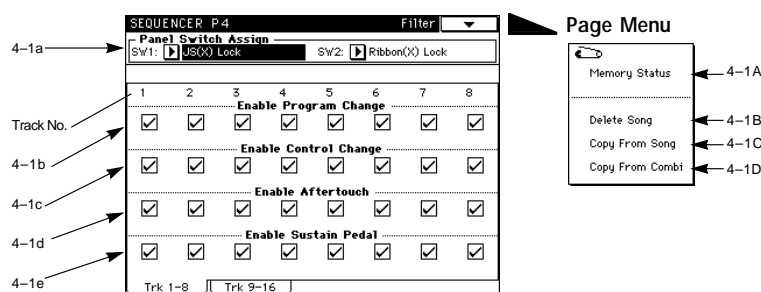 SEQUENCER P4 Filter
Page Menu
Panel Switch Assign
4–1a
SW1: JS(X) Lock SW2: Ribbon(X) Lock
Memory Status 4–1A
Track No. 1 2 3 4 5 6 7 8
Enable Program Change
4–1b
Delete Song 4–1B
Copy From Song 4–1C
Copy From Combi 4–1D
Enable Control Change
4–1c
Enable Aftertouch
4–1d
Enable Sustain Pedal
4–1e
Trk 1–8 Trk 9–16